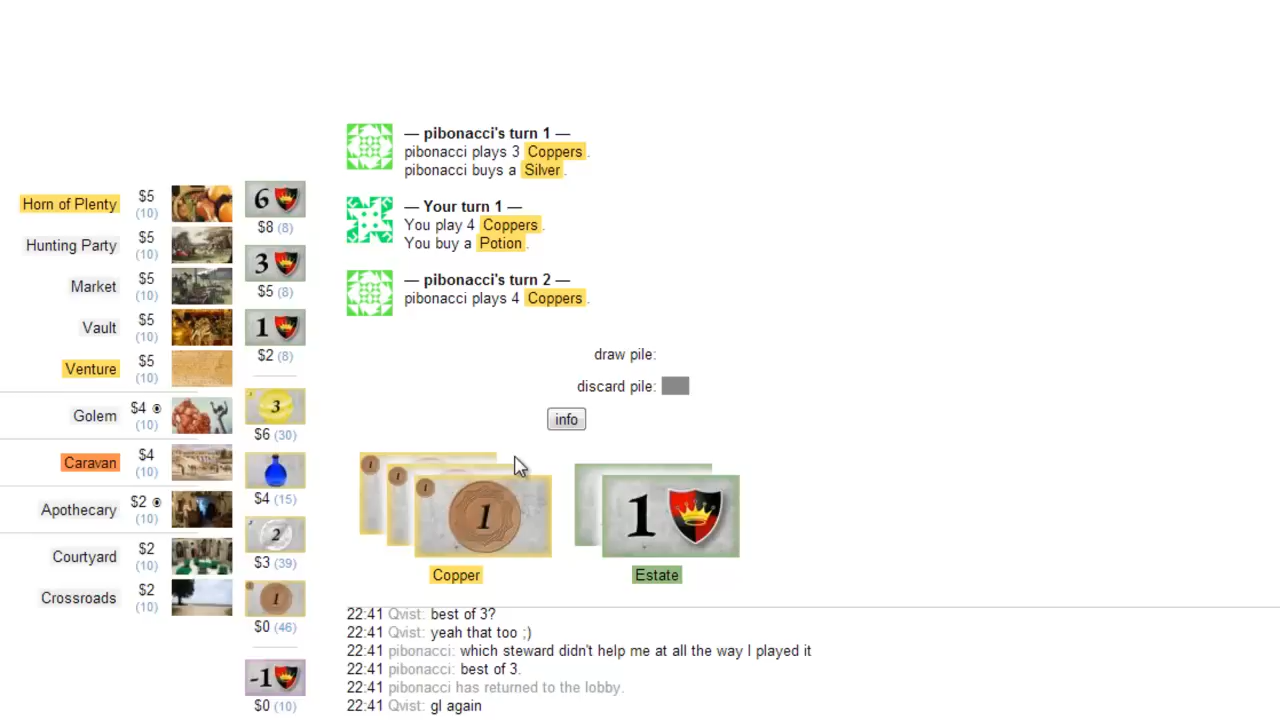 — pibonacci's turn 1 —
pibonacci plays 3 Coppers.
pibonacci buys a Silver.
— Your turn 1 —
You play 4 Coppers.
You buy a Potion.
— pibonacci's turn 2 —
pibonacci plays 4 Coppers.
Horn of Plenty $5 (10)
Hunting Party $5 (10)
Market $5 (10)
Vault $5 (10)
Venture $5 (10)
Golem $4 (10)
Caravan $4 (10)
Apothecary $2 (10)
Courtyard $2 (10)
Crossroads $2 (10)
6
$8 (8)
3
$5 (8)
1
$2 (8)
3
$6 (30)
$4 (15)
2
$3 (39)
1
$0 (46)
-1
$0 (10)
draw pile:
discard pile:
info
1 1 1
1
1
Copper
Estate
22:41 Qvist: best of 3?
22:41 Qvist: yeah that too ;)
22:41 pibonacci: which steward didn't help me at all the way I played it
22:41 pibonacci: best of 3.
22:41 pibonacci has returned to the lobby.
22:41 Qvist: gl again